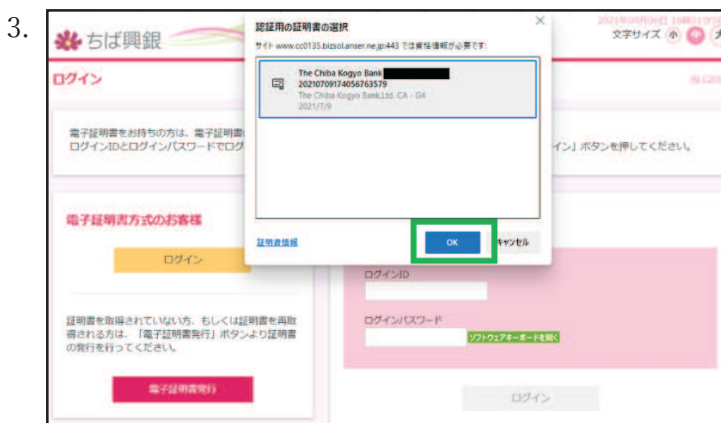 3.
ちば興銀
文字サイズ 小 中 大
認証用の証明書の選択
サイト www.cc0135.bizsol.anser.ne.jp:443 では資格情報が必要です:
The Chiba Kogyo Bank
20210709174056763579
The Chiba Kogyo Bank,Ltd. CA - G4
2021/7/9
証明書情報
OK
キャンセル
ログイン
電子証明書をお持ちの方は、電子証明書
ログインIDとログインパスワードでログ
イン」ボタンを押してください。
電子証明書方式のお客様
ログイン
証明書を取得されていない方、もしくは証明書を再取
得される方は、「電子証明書発行」ボタンより証明書
の発行を行ってください。
電子証明書発行
ログインID
ログインパスワード
ソフトウェアキーボードを開く
ログイン